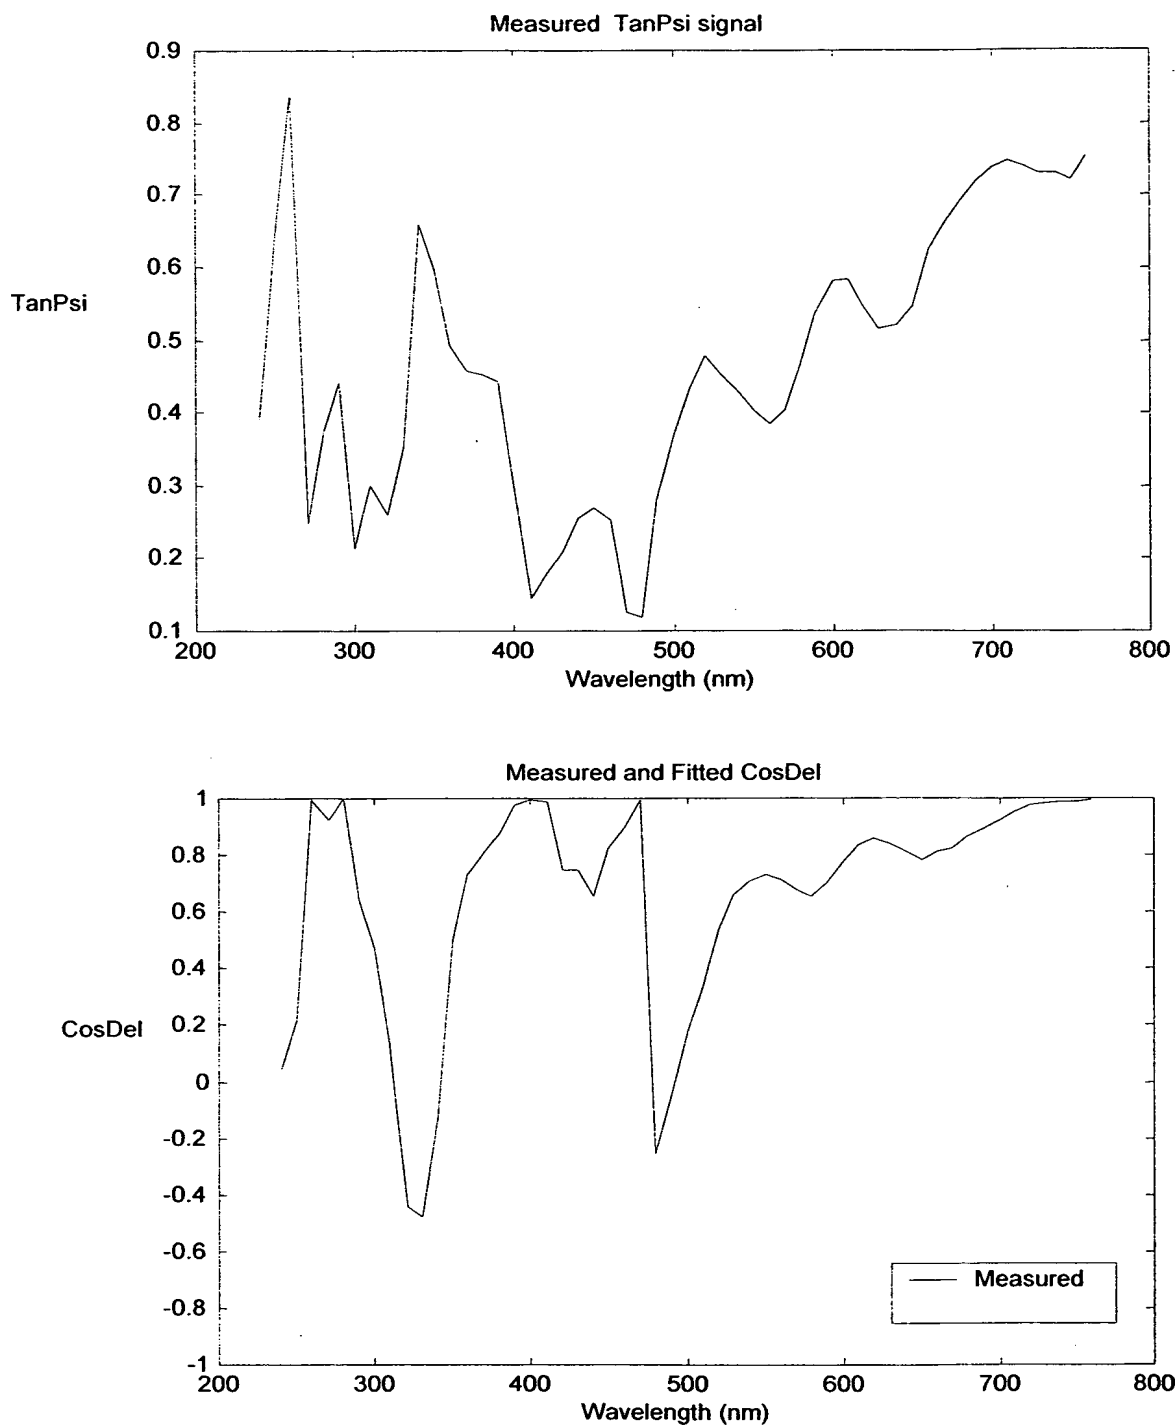 Measured TanPsi signal
0.9
0.8
0.7
0.6
TanPsi
0.5
0.4
0.3
0.2
0.1
200 300 400 500 600 700 800
Wavelength (nm)
Measured and Fitted CosDel
1
0.8
0.6
0.4
0.2
CosDel
0
-0.2
-0.4
-0.6
-0.8
-1
Measured
200 300 400 500 600 700 800
Wavelength (nm)